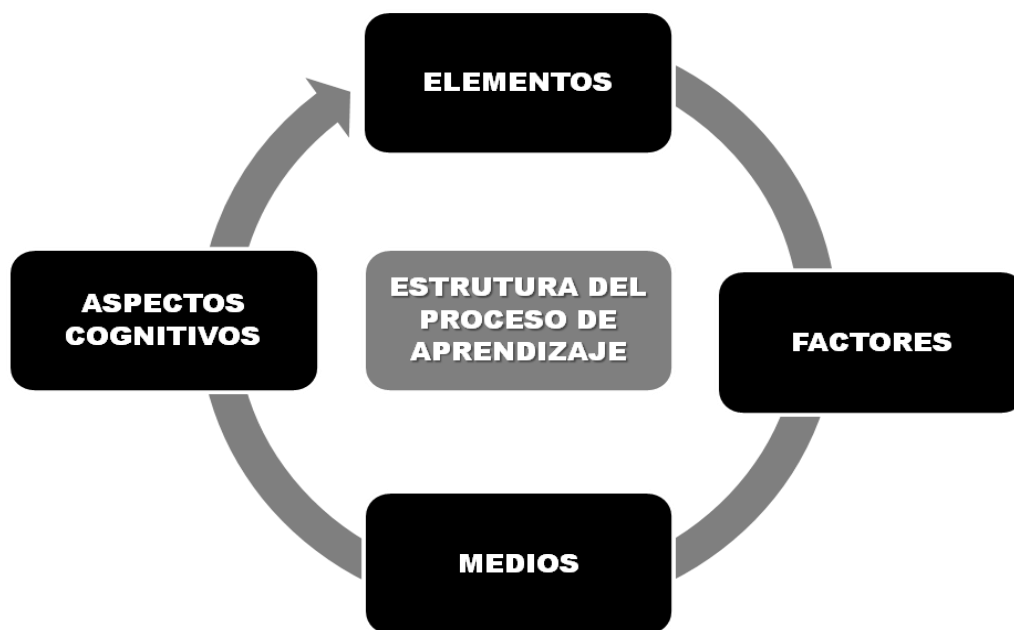 ELEMENTOS
ASPECTOS
COGNITIVOS
ESTRUTURA DEL
PROCESO DE
APRENDIZAJE
FACTORES
MEDIOS